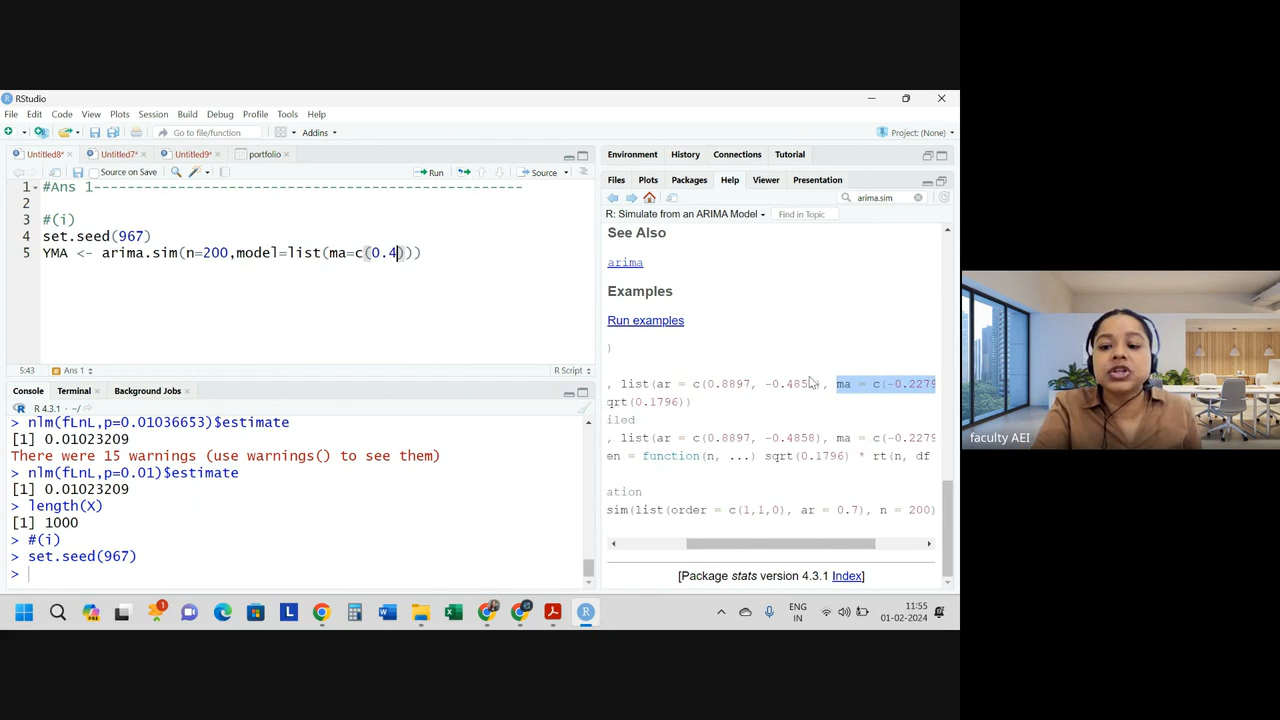 RStudio
File Edit Code View Plots Session Build Debug Profile Tools Help
Go to file/function Addins Project: (None)
Untitled8* Untitled7* Untitled9* portfolio
Source on Save Run Source
1 #Ans 1--------------------------------------------------
2
3 #(i)
4 set.seed(967)
5 YMA <- arima.sim(n=200,model=list(ma=c(0.4)))
5:43 Ans 1 R Script
Console Terminal Background Jobs
R 4.3.1 · ~/
> nlm(fLnL,p=0.01036653)$estimate
[1] 0.01023209
There were 15 warnings (use warnings() to see them)
> nlm(fLnL,p=0.01)$estimate
[1] 0.01023209
> length(X)
[1] 1000
> #(i)
> set.seed(967)
>
Environment History Connections Tutorial
Files Plots Packages Help Viewer Presentation
arima.sim
R: Simulate from an ARIMA Model Find in Topic
See Also
arima
Examples
Run examples
)
, list(ar = c(0.8897, -0.4858), ma = c(-0.2279
qrt(0.1796))
iled
, list(ar = c(0.8897, -0.4858), ma = c(-0.2279
en = function(n, ...) sqrt(0.1796) * rt(n, df
ation
sim(list(order = c(1,1,0), ar = 0.7), n = 200)
[Package stats version 4.3.1 Index]
faculty AEI
ENG
IN
11:55
01-02-2024